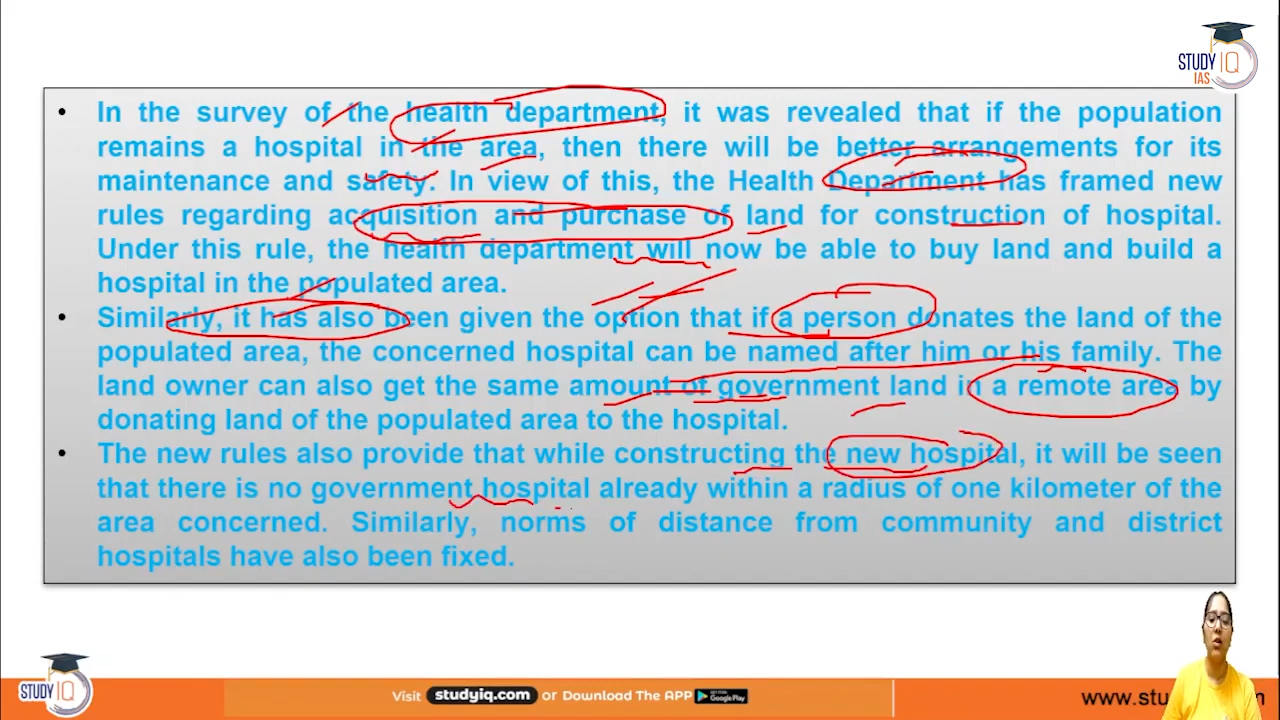 STUDY IQ
IAS
• In the survey of the health department, it was revealed that if the population
remains a hospital in the area, then there will be better arrangements for its
maintenance and safety. In view of this, the Health Department has framed new
rules regarding acquisition and purchase of land for construction of hospital.
Under this rule, the health department will now be able to buy land and build a
hospital in the populated area.
• Similarly, it has also been given the option that if a person donates the land of the
populated area, the concerned hospital can be named after him or his family. The
land owner can also get the same amount of government land in a remote area by
donating land of the populated area to the hospital.
• The new rules also provide that while constructing the new hospital, it will be seen
that there is no government hospital already within a radius of one kilometer of the
area concerned. Similarly, norms of distance from community and district
hospitals have also been fixed.
STUDY IQ
Visit studyiq.com or Download The APP Google Play
www.stu